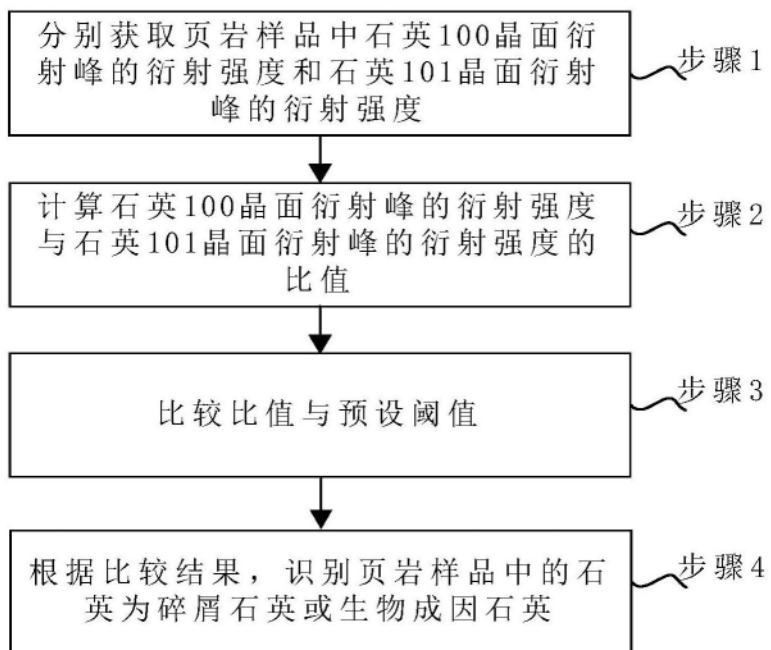 分别获取页岩样品中石英100晶面衍
射峰的衍射强度和石英101晶面衍射
峰的衍射强度
步骤1
计算石英100晶面衍射峰的衍射强度
与石英101晶面衍射峰的衍射强度的
比值
步骤2
比较比值与预设阈值
步骤3
根据比较结果，识别页岩样品中的石
英为碎屑石英或生物成因石英
步骤4